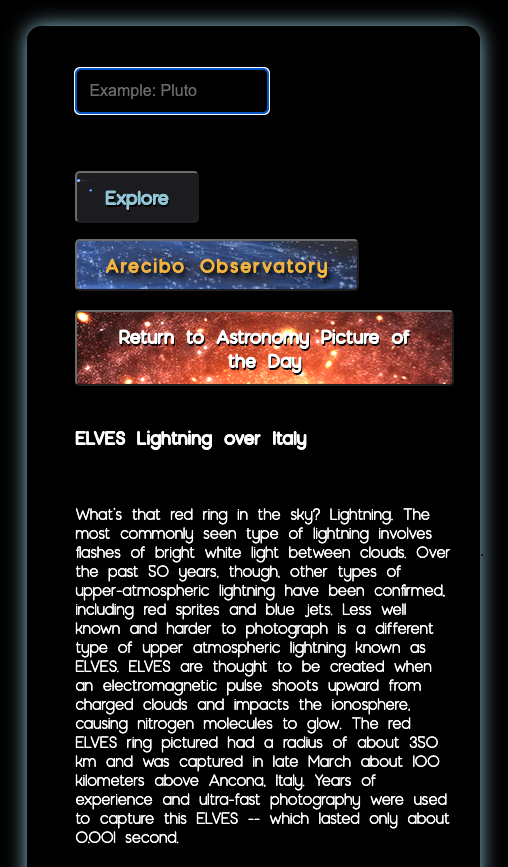 Example: Pluto
Explore
Arecibo Observatory
Return to Astronomy Picture of
the Day
ELVES Lightning over Italy
What's that red ring in the sky? Lightning. The
most commonly seen type of lightning involves
flashes of bright white light between clouds. Over
the past 50 years, though, other types of
upper-atmospheric lightning have been confirmed,
including red sprites and blue jets. Less well
known and harder to photograph is a different
type of upper atmospheric lightning known as
ELVES. ELVES are thought to be created when
an electromagnetic pulse shoots upward from
charged clouds and impacts the ionosphere,
causing nitrogen molecules to glow. The red
ELVES ring pictured had a radius of about 350
km and was captured in late March about 100
kilometers above Ancona, Italy. Years of
experience and ultra-fast photography were used
to capture this ELVES -- which lasted only about
0.001 second.